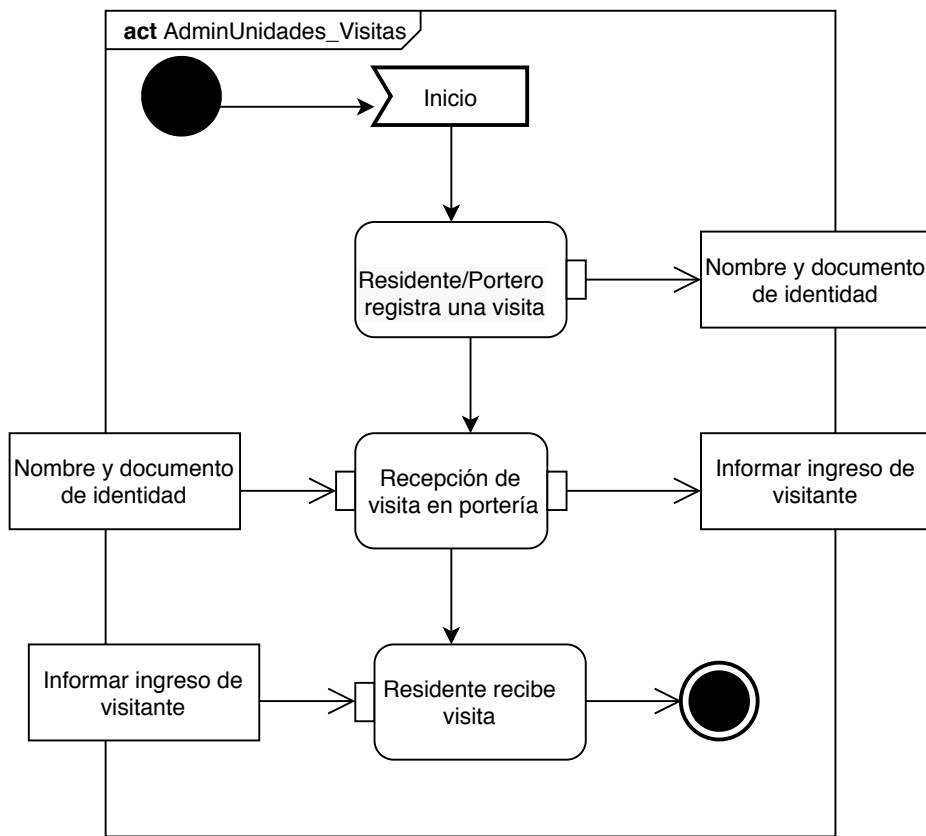 act AdminUnidades_Visitas
Inicio
Residente/Portero
registra una visita
Nombre y documento
de identidad
Nombre y documento
de identidad
Recepción de
visita en portería
Informar ingreso de
visitante
Informar ingreso de
visitante
Residente recibe
visita